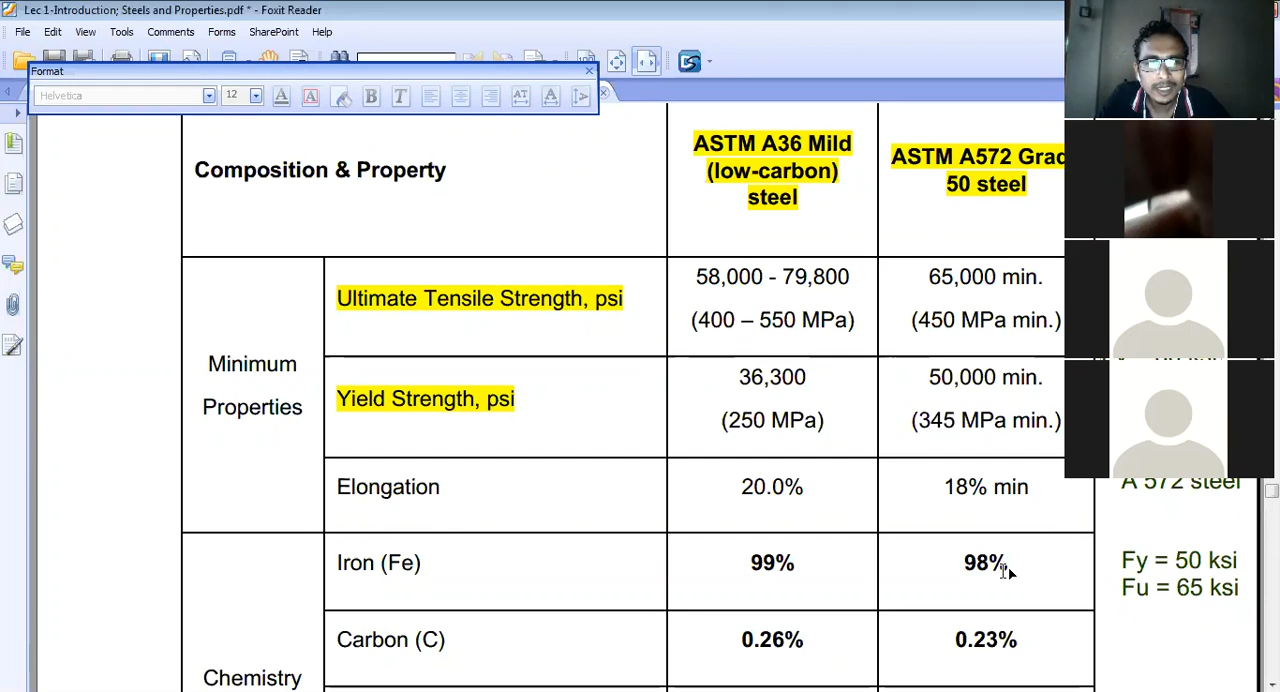 Lec 1-Introduction; Steels and Properties.pdf * - Foxit Reader
File Edit View Tools Comments Forms SharePoint Help
Format
Helvetica 12
Composition & Property
ASTM A36 Mild
(low-carbon)
steel
ASTM A572 Grad
50 steel
Minimum
Properties
Ultimate Tensile Strength, psi
58,000 - 79,800
(400 – 550 MPa)
65,000 min.
(450 MPa min.)
Yield Strength, psi
36,300
(250 MPa)
50,000 min.
(345 MPa min.)
Elongation
20.0%
18% min
Chemistry
Iron (Fe)
99%
98%
Carbon (C)
0.26%
0.23%
A 572 steel
Fy = 50 ksi
Fu = 65 ksi